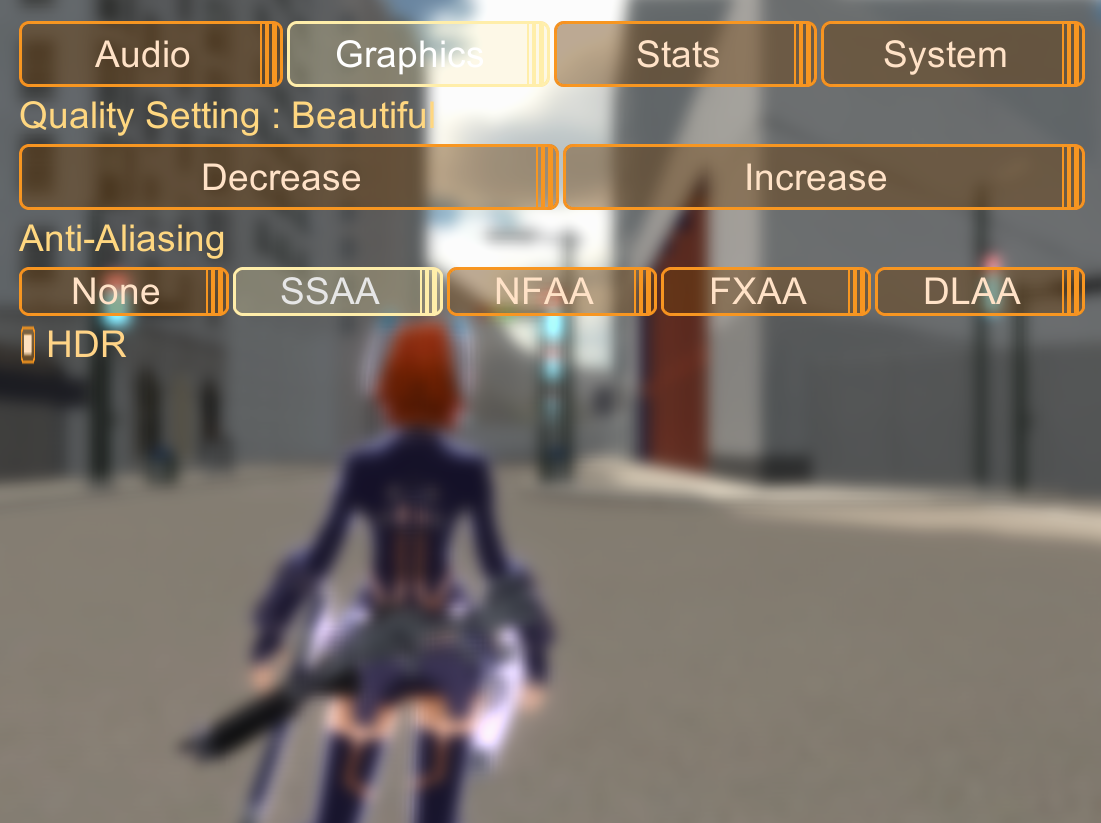 Audio Graphics Stats System
Quality Setting : Beautiful
Decrease Increase
Anti-Aliasing
None SSAA NFAA FXAA DLAA
HDR